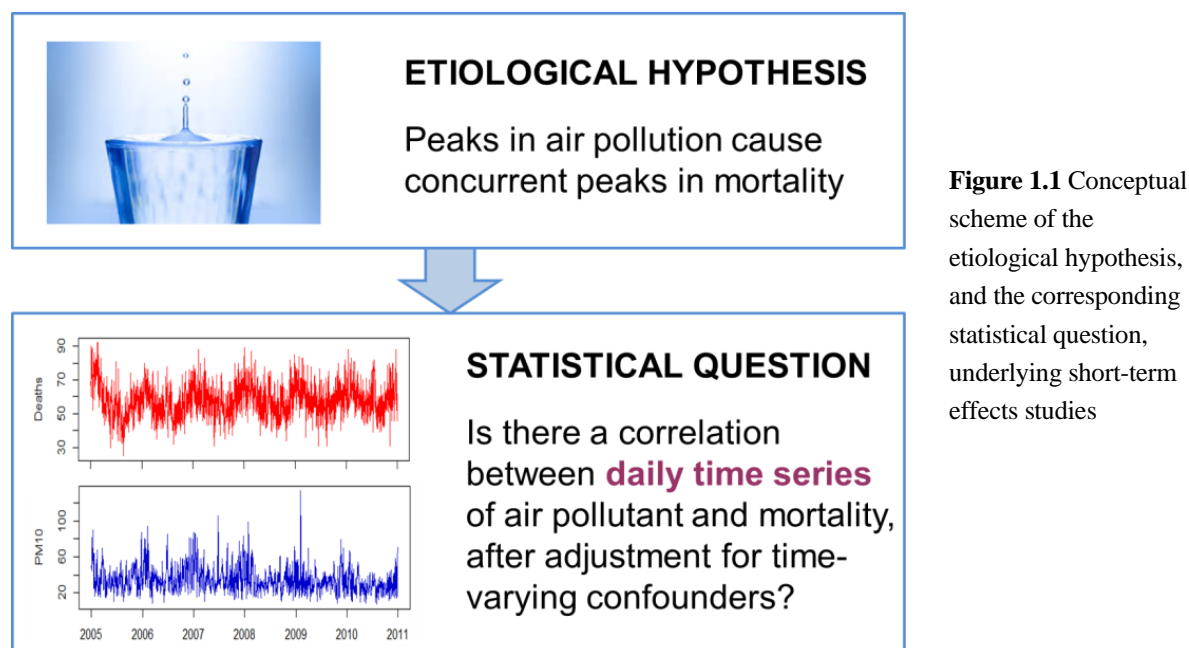 ETIOLOGICAL HYPOTHESIS
Peaks in air pollution cause
concurrent peaks in mortality
STATISTICAL QUESTION
Is there a correlation
between daily time series
of air pollutant and mortality,
after adjustment for time-
varying confounders?
Deaths
90
70
50
30
PM10
100
60
20
2005 2006 2007 2008 2009 2010 2011
Figure 1.1 Conceptual
scheme of the
etiological hypothesis,
and the corresponding
statistical question,
underlying short-term
effects studies